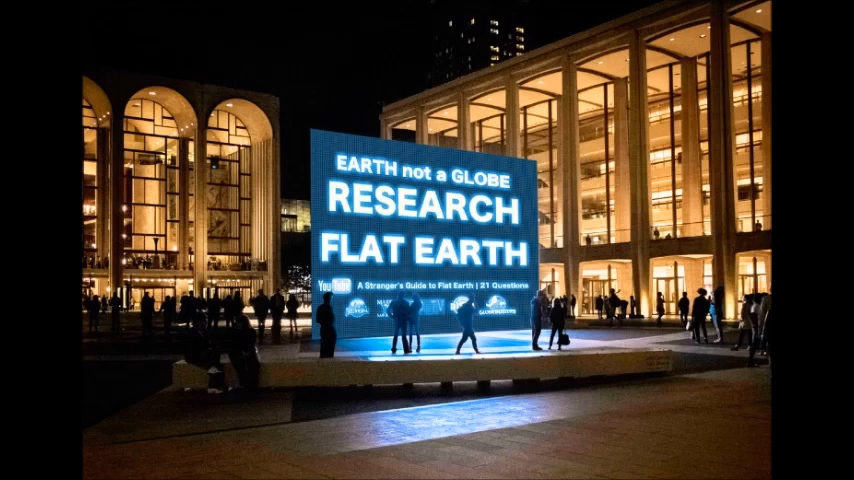 EARTH not a GLOBE
RESEARCH
FLAT EARTH
YouTube A Stranger's Guide to Flat Earth | 21 Questions